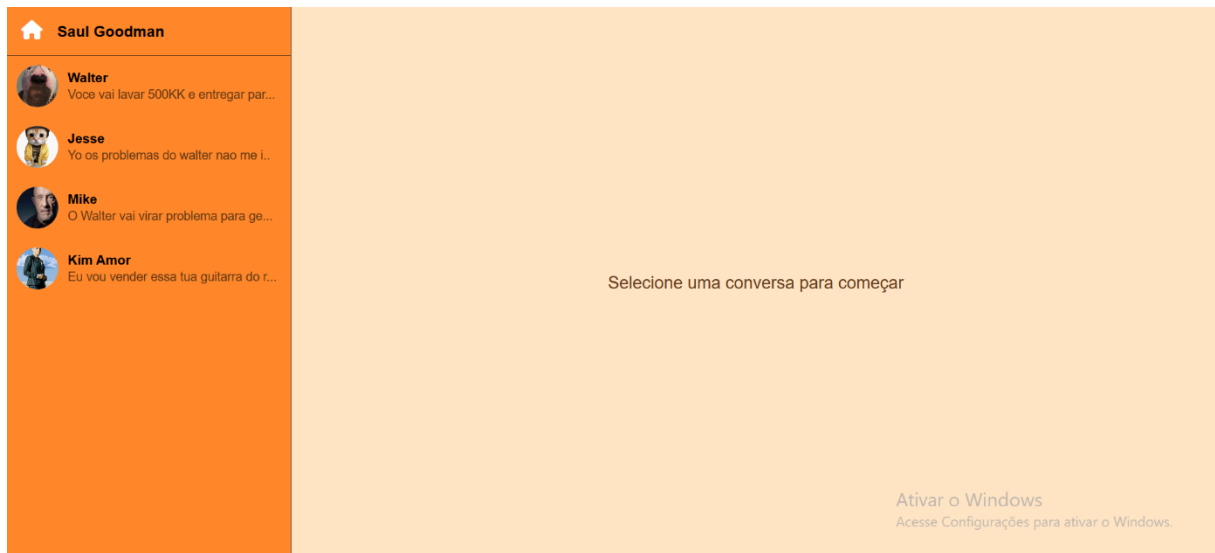 Saul Goodman
Walter
Voce vai lavar 500KK e entregar par...
Jesse
Yo os problemas do walter nao me i..
Mike
O Walter vai virar problema para ge...
Kim Amor
Eu vou vender essa tua guitarra do r...
Selecione uma conversa para começar
Ativar o Windows
Acesse Configurações para ativar o Windows.